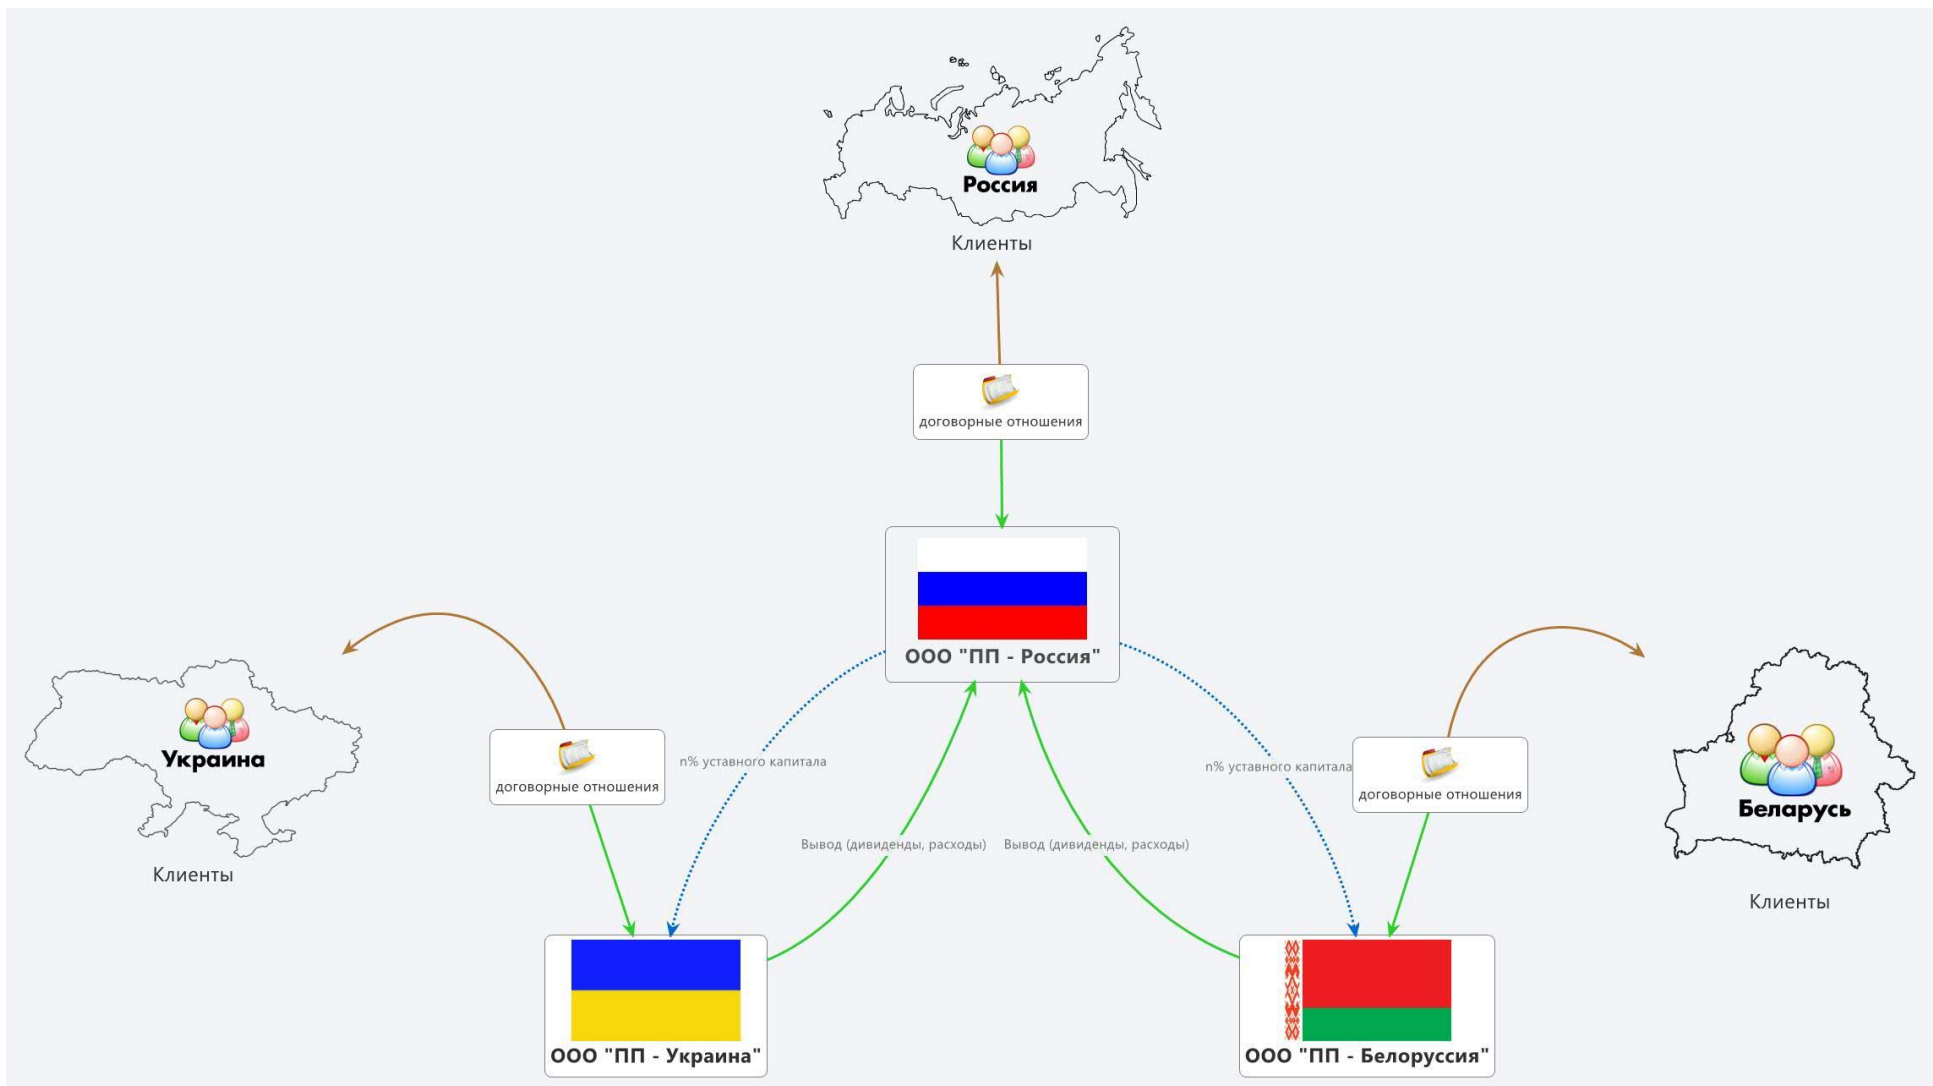 Россия
Клиенты
договорные отношения
ООО "ПП - Россия"
Украина
Клиенты
договорные отношения
n% уставного капитала
n% уставного капитала
договорные отношения
Беларусь
Клиенты
Вывод (дивиденды, расходы)
Вывод (дивиденды, расходы)
ООО "ПП - Украина"
ООО "ПП - Белоруссия"